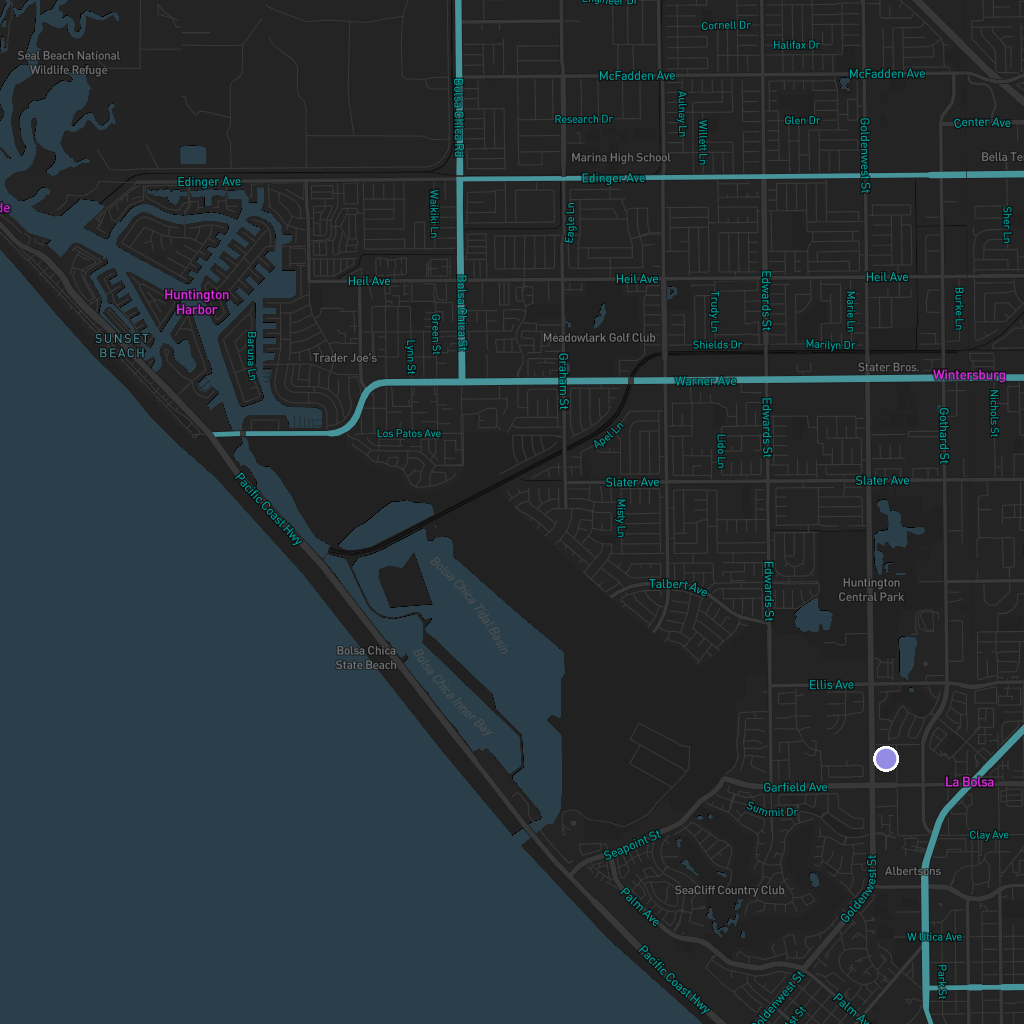 Engineer Dr
Cornell Dr
Halifax Dr
Seal Beach National
Wildlife Refuge
McFadden Ave
McFadden Ave
Bolsa Chica Rd
Aulnay Ln
Willett Ln
Research Dr
Glen Dr
Goldenwest St
Center Ave
Marina High School
Bella Te
Edinger Ave
Edinger Ave
de
Waikiki Ln
Eagle Ln
Sher Ln
Heil Ave
Heil Ave
Heil Ave
Huntington
Harbor
Bolsa Chica St
Edwards St
Trudy Ln
Marie Ln
Burke Ln
SUNSET
BEACH
Baruna Ln
Green St
Lynn St
Trader Joe's
Meadowlark Golf Club
Shields Dr
Marilyn Dr
Graham St
Stater Bros.
Wintersburg
Warner Ave
Nichols St
Gothard St
Edwards St
Los Patos Ave
Apel Ln
Lido Ln
Slater Ave
Slater Ave
Pacific Coast Hwy
Misty Ln
Bolsa Chica Tidal Basin
Talbert Ave
Edwards St
Huntington
Central Park
Bolsa Chica
State Beach
Bolsa Chica Inner Bay
Ellis Ave
Garfield Ave
La Bolsa
Summit Dr
Clay Ave
Seapoint St
Goldenwest St
Albertsons
SeaCliff Country Club
Palm Ave
W Utica Ave
Pacific Coast Hwy
Park St
Goldenwest St
Palm Av
st St